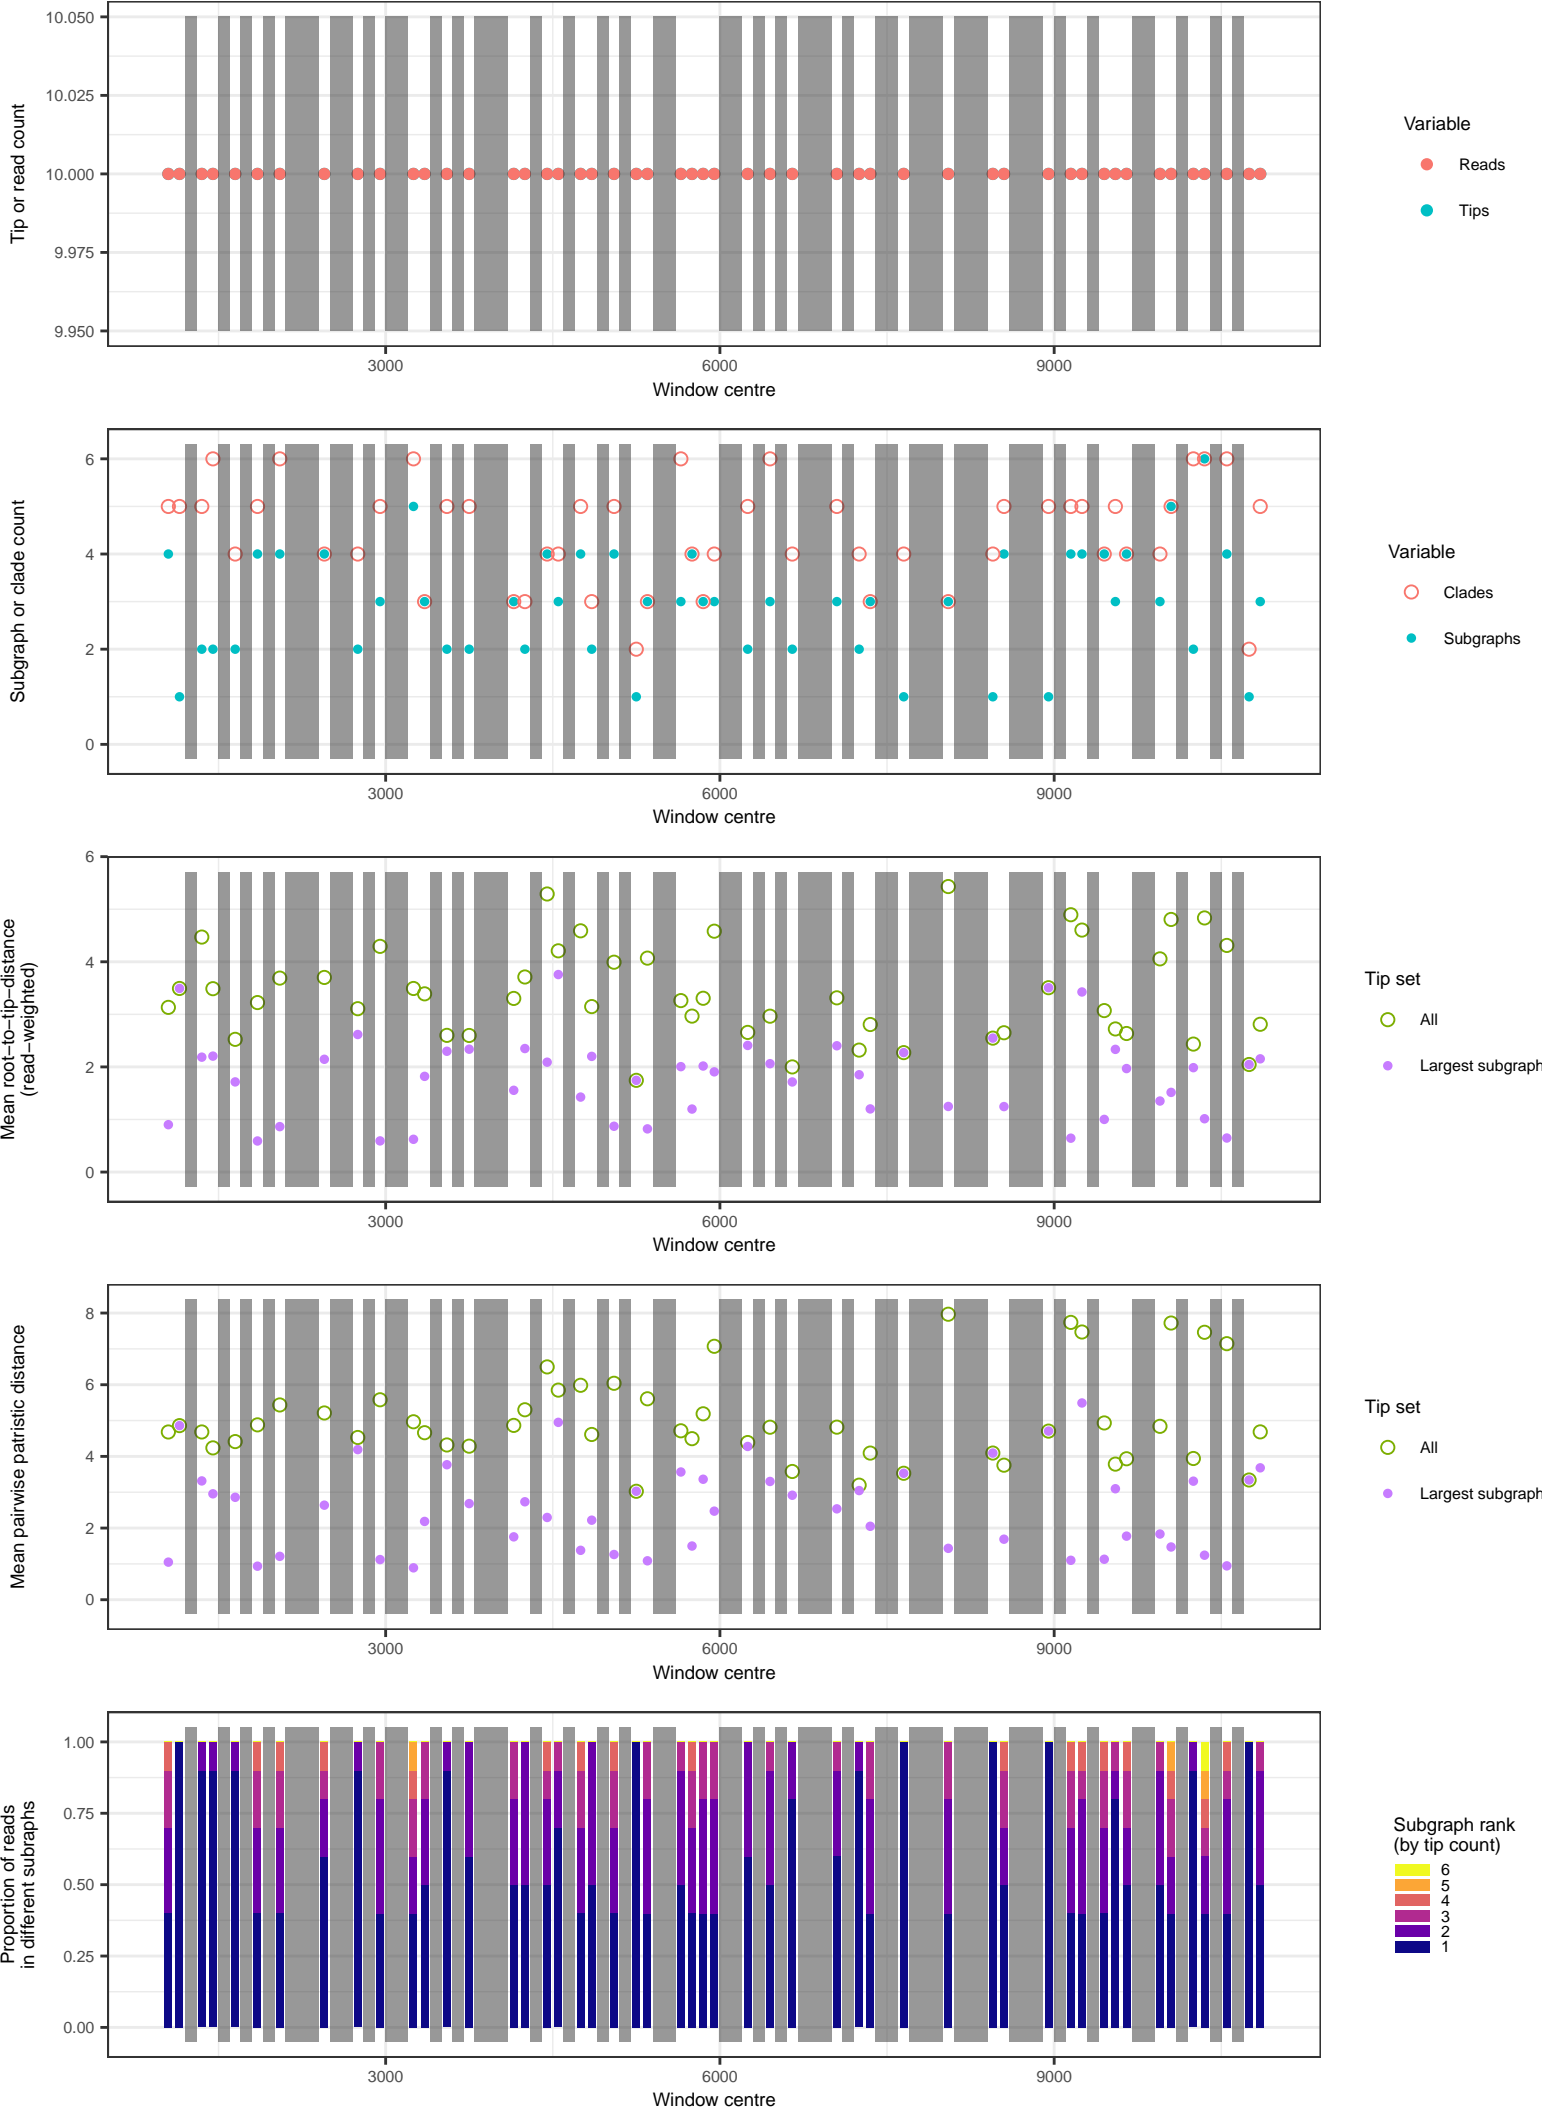 10.050
10.025
10.000
9.975
9.950
Tip or read count
3000
6000
9000
Window centre
Variable
Reads
Tips
6
4
2
0
Subgraph or clade count
3000
6000
9000
Window centre
Variable
Clades
Subgraphs
6
4
2
0
Mean root−to−tip−distance
(read−weighted)
3000
6000
9000
Window centre
Tip set
All
Largest subgraph
8
6
4
2
0
Mean pairwise patristic distance
3000
6000
9000
Window centre
Tip set
All
Largest subgraph
1.00
0.75
0.50
0.25
0.00
Proportion of reads
in different subraphs
3000
6000
9000
Window centre
Subgraph rank
(by tip count)
6
5
4
3
2
1